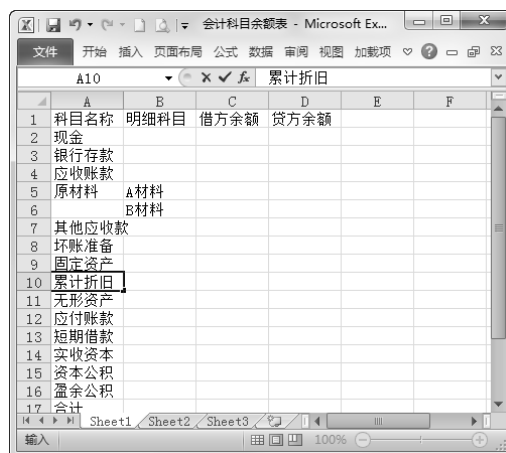 会计科目余额表 - Microsoft Ex...
文件 开始 插入 页面布局 公式 数据 审阅 视图 加载项
A10 fx 累计折旧
A B C D E F
1 科目名称 明细科目 借方余额 贷方余额
2 现金
3 银行存款
4 应收账款
5 原材料 A材料
6 B材料
7 其他应收款
8 坏账准备
9 固定资产
10 累计折旧
11 无形资产
12 应付账款
13 短期借款
14 实收资本
15 资本公积
16 盈余公积
17 合计
Sheet1 Sheet2 Sheet3
输入 100%